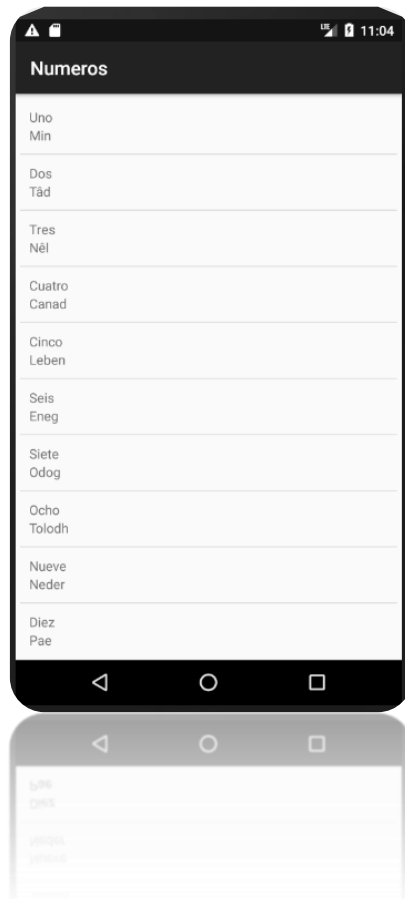 LTE 11:04
Numeros
Uno
Min
Dos
Tâd
Tres
Nêl
Cuatro
Canad
Cinco
Leben
Seis
Eneg
Siete
Odog
Ocho
Tolodh
Nueve
Neder
Diez
Pae